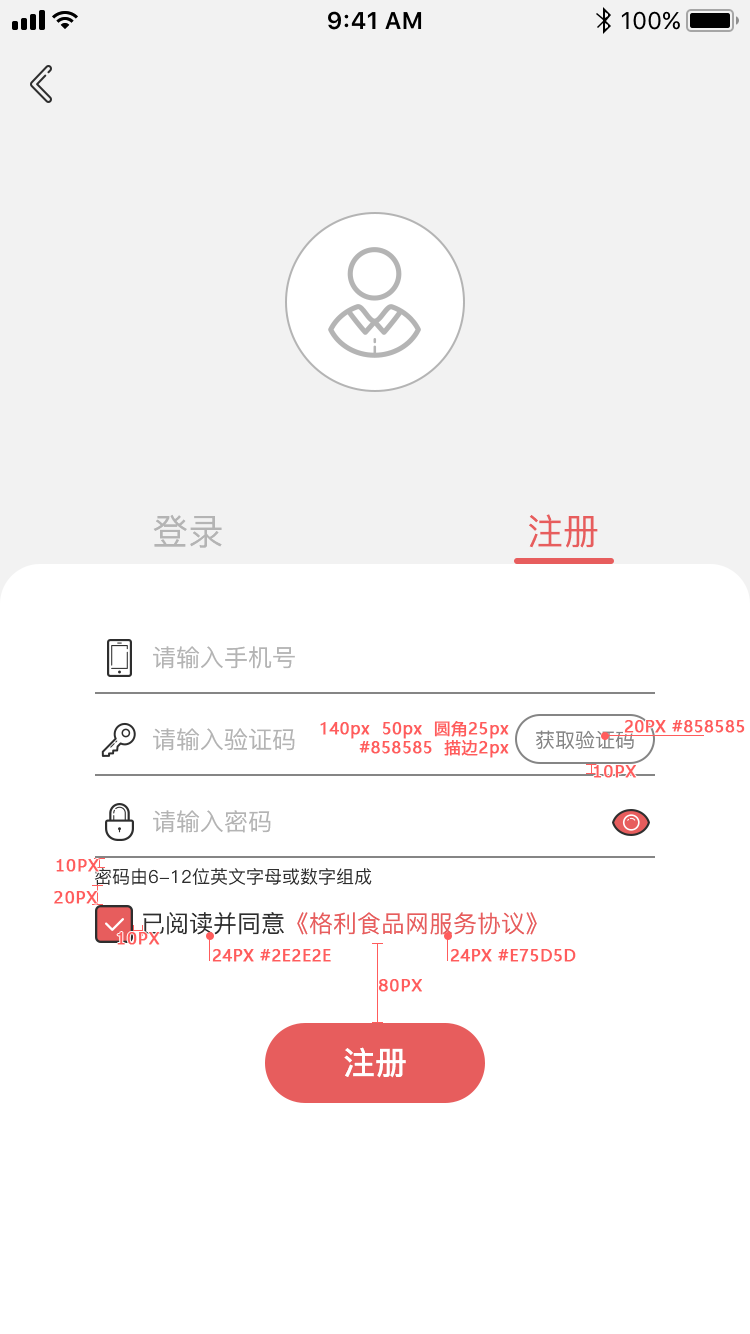 9:41 AM
100%
登录
注册
请输入手机号
请输入验证码
140px 50px 圆角25px
#858585 描边2px
获取验证码
20PX #858585
10PX
请输入密码
10PX
密码由6-12位英文字母或数字组成
20PX
已阅读并同意《格利食品网服务协议》
10PX
24PX #2E2E2E
24PX #E75D5D
80PX
注册